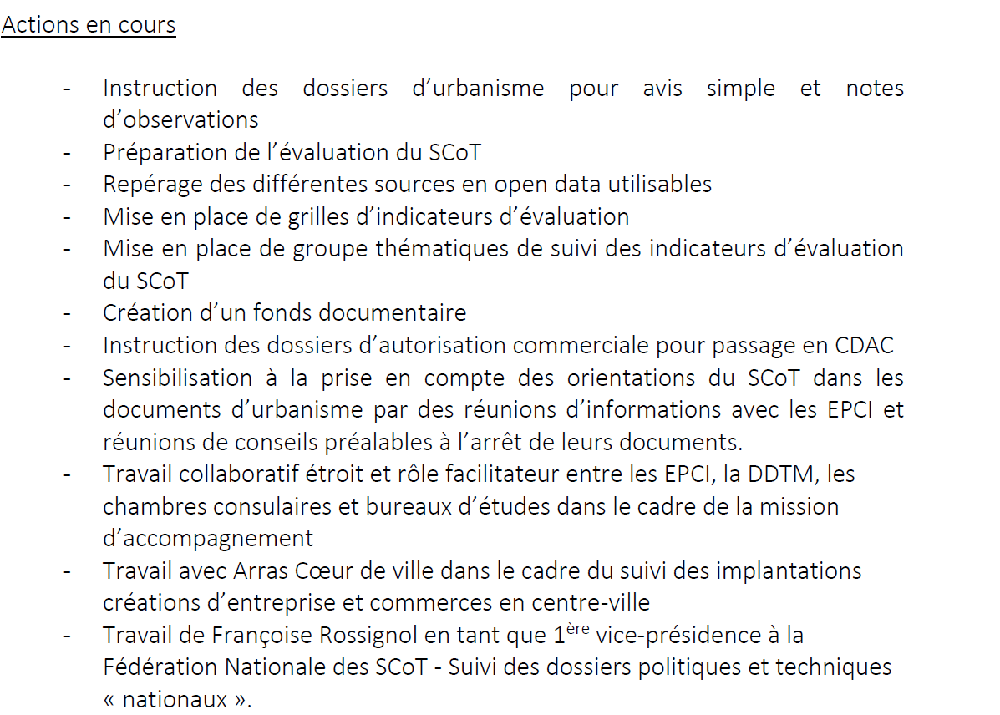 Actions en cours
- Instruction des dossiers d’urbanisme pour avis simple et notes
d’observations
- Préparation de l’évaluation du SCoT
- Repérage des différentes sources en open data utilisables
- Mise en place de grilles d’indicateurs d’évaluation
- Mise en place de groupe thématiques de suivi des indicateurs d’évaluation
du SCoT
- Création d’un fonds documentaire
- Instruction des dossiers d’autorisation commerciale pour passage en CDAC
- Sensibilisation à la prise en compte des orientations du SCoT dans les
documents d’urbanisme par des réunions d’informations avec les EPCI et
réunions de conseils préalables à l’arrêt de leurs documents.
- Travail collaboratif étroit et rôle facilitateur entre les EPCI, la DDTM, les
chambres consulaires et bureaux d’études dans le cadre de la mission
d’accompagnement
- Travail avec Arras Cœur de ville dans le cadre du suivi des implantations
créations d’entreprise et commerces en centre-ville
- Travail de Françoise Rossignol en tant que 1ère vice-présidence à la
Fédération Nationale des SCoT - Suivi des dossiers politiques et techniques
« nationaux ».